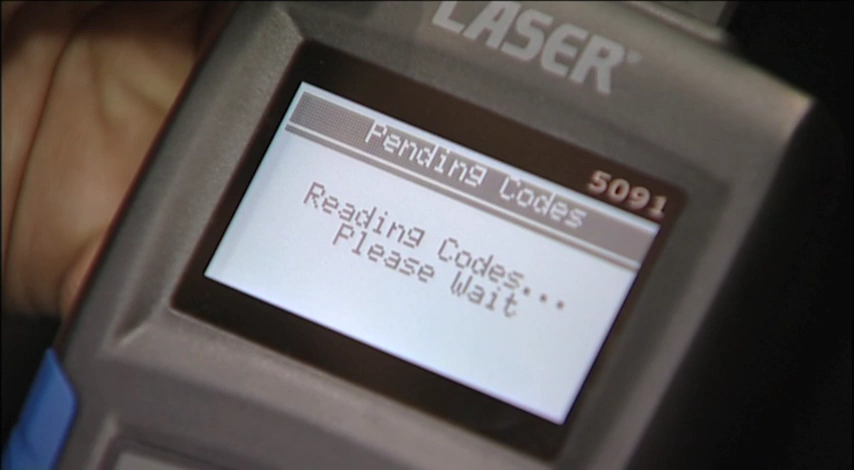 LASER
5091
Pending Codes
Reading Codes...
Please Wait